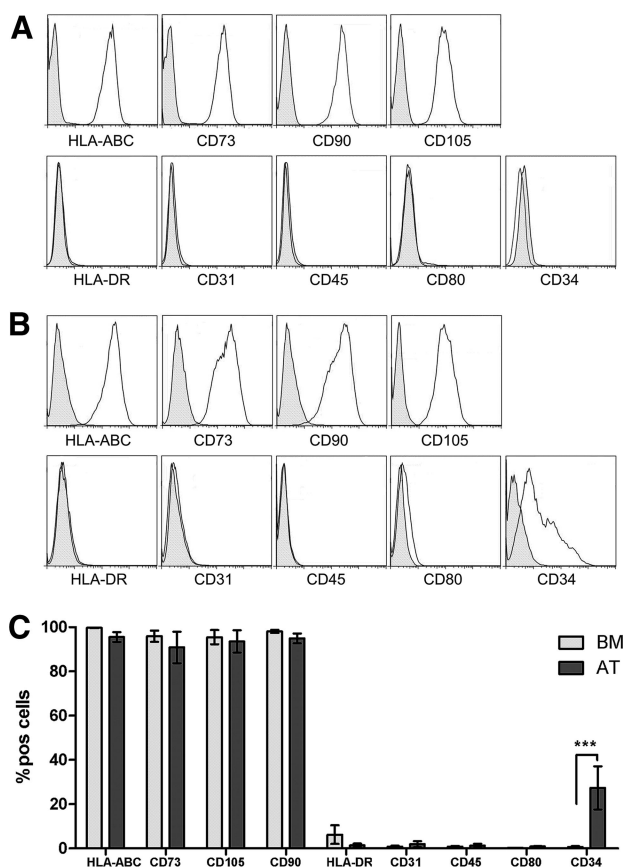 A
HLA-ABC CD73 CD90 CD105
HLA-DR CD31 CD45 CD80 CD34
B
HLA-ABC CD73 CD90 CD105
HLA-DR CD31 CD45 CD80 CD34
C
100
80
60
40
20
0
%pos cells
BM
AT
***
HLA-ABC CD73 CD105 CD90 HLA-DR CD31 CD45 CD80 CD34